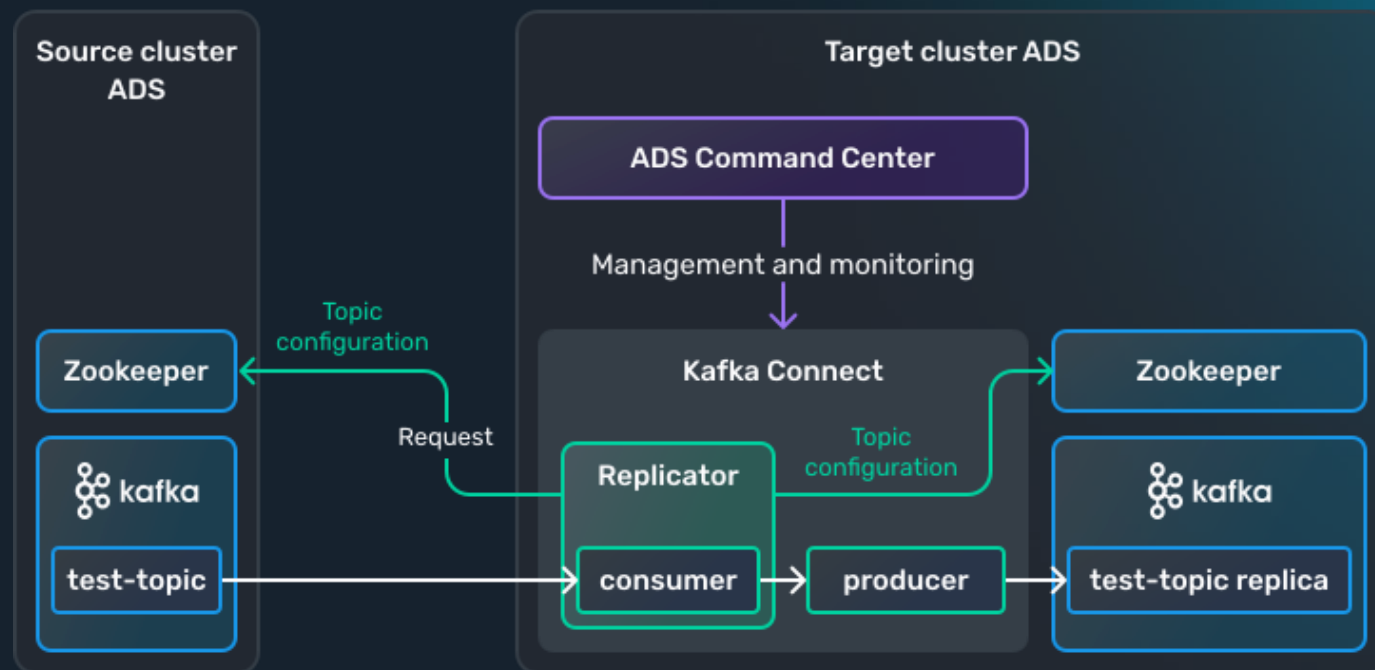 Source cluster
ADS
Target cluster ADS
ADS Command Center
Management and monitoring
Topic
configuration
Zookeeper
Kafka Connect
Zookeeper
Request
Topic
configuration
kafka
Replicator
kafka
test-topic
consumer
producer
test-topic replica